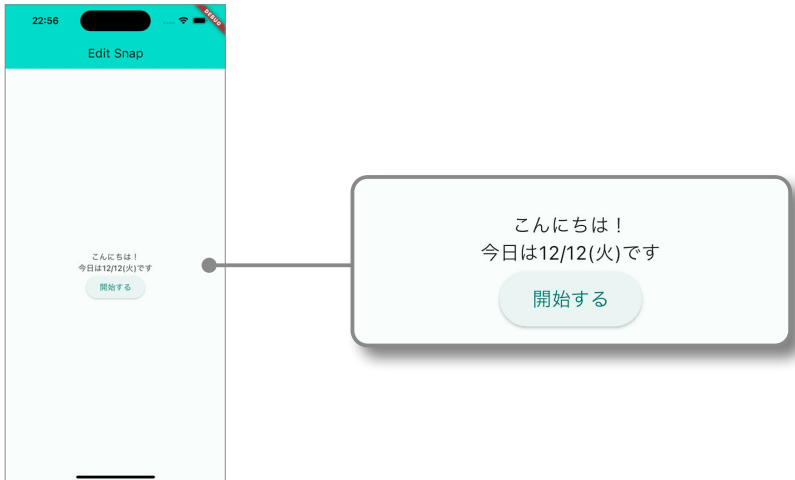 22:56
DEBUG
Edit Snap
こんにちは！
今日は12/12(火)です
開始する
こんにちは！
今日は12/12(火)です
開始する